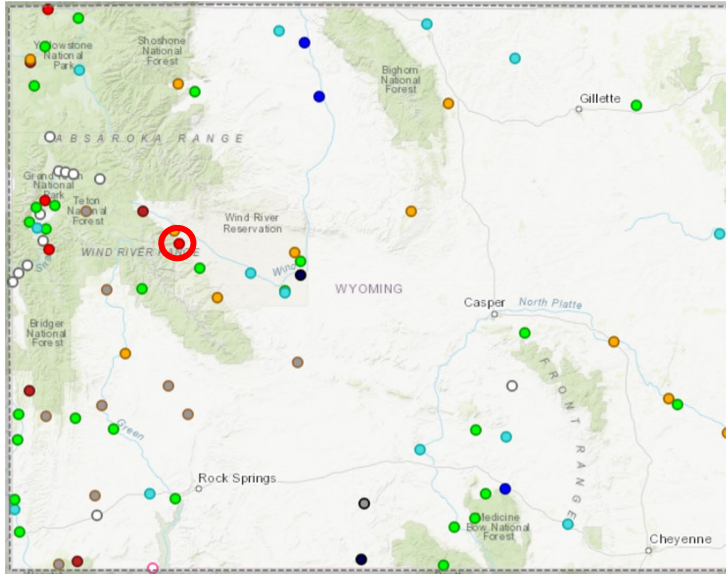 Yellowstone
National
Park
Shoshone
National
Forest
Bighorn
National
Forest
Gillette
ABSAROKA RANGE
Grand Teton
National
Park
Teton
National
Forest
Wind River
Reservation
WIND RIVER RANGE
Wind
WYOMING
Casper
North Platte
Bridger
National
Forest
FRONT RANGE
Green
Rock Springs
Medicine
Bow National
Forest
Cheyenne